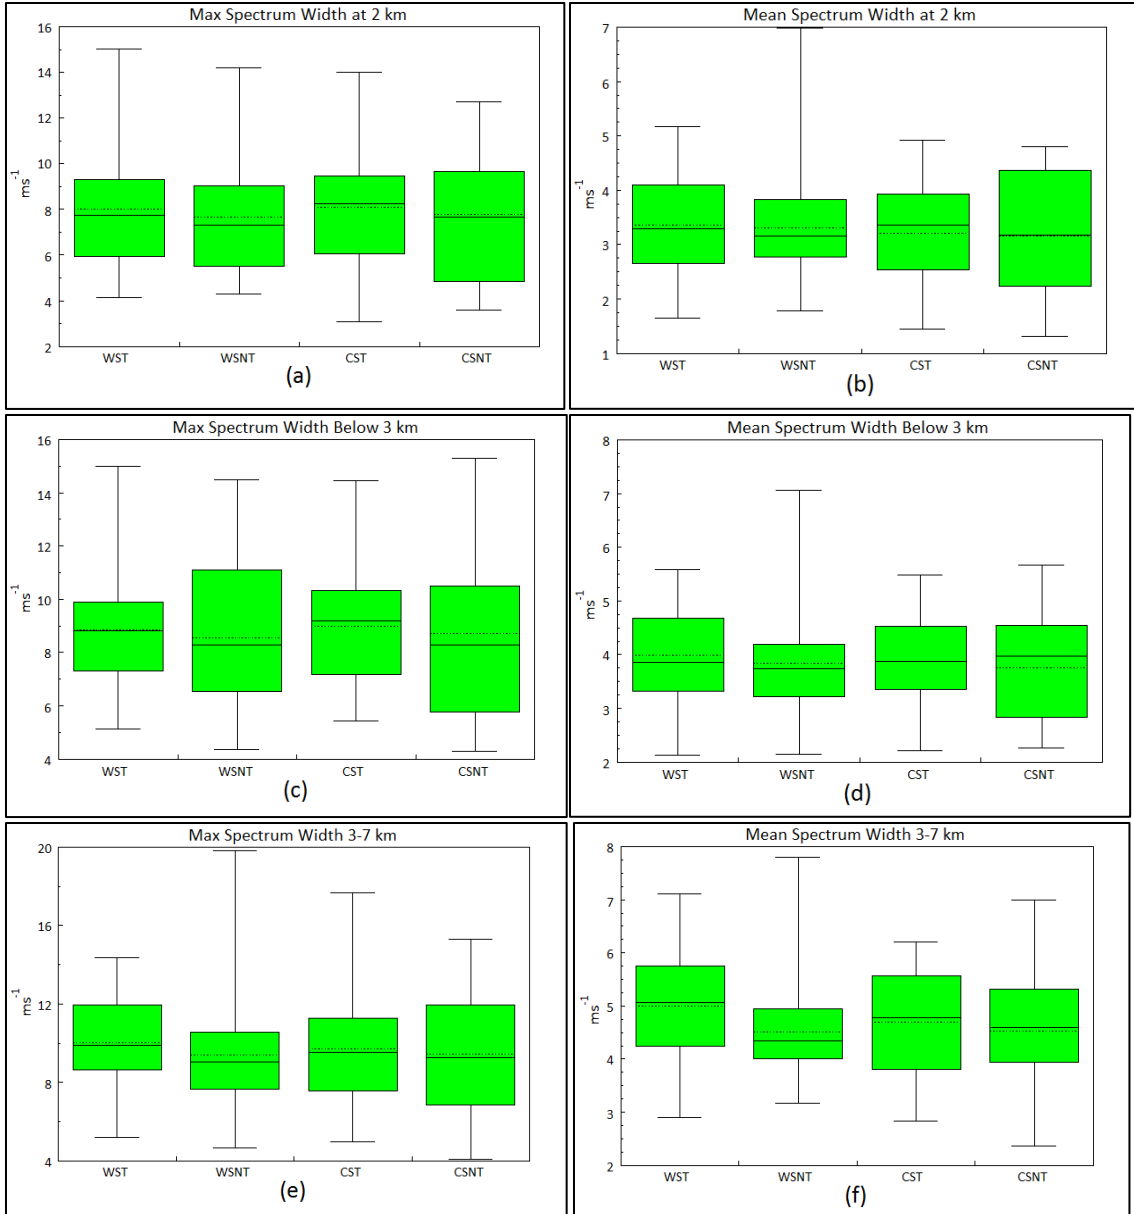 Max Spectrum Width at 2 km
16
14
12
10
8
6
4
2
ms-1
WST WSNT CST CSNT
(a)
Mean Spectrum Width at 2 km
7
6
5
4
3
2
1
ms-1
WST WSNT CST CSNT
(b)
Max Spectrum Width Below 3 km
16
14
12
10
8
6
4
ms-1
WST WSNT CST CSNT
(c)
Mean Spectrum Width Below 3 km
8
7
6
5
4
3
2
ms-1
WST WSNT CST CSNT
(d)
Max Spectrum Width 3-7 km
20
16
12
8
4
ms-1
WST WSNT CST CSNT
(e)
Mean Spectrum Width 3-7 km
8
7
6
5
4
3
2
ms-1
WST WSNT CST CSNT
(f)